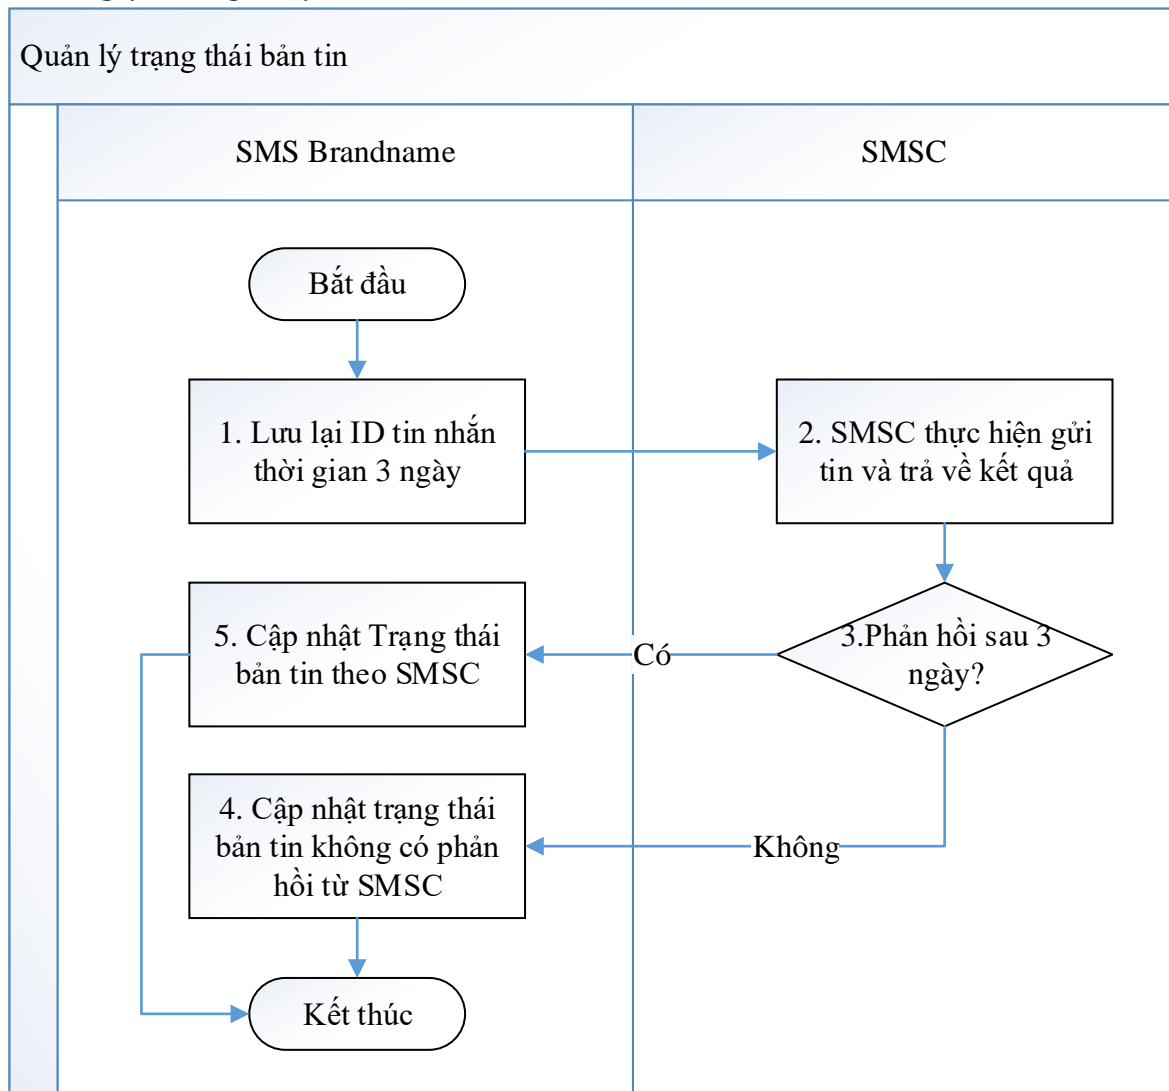 Quản lý trạng thái bản tin
SMS Brandname
SMSC
Bắt đầu
1. Lưu lại ID tin nhắn
thời gian 3 ngày
2. SMSC thực hiện gửi
tin và trả về kết quả
5. Cập nhật Trạng thái
bản tin theo SMSC
Có
3.Phản hồi sau 3
ngày?
4. Cập nhật trạng thái
bản tin không có phản
hồi từ SMSC
Không
Kết thúc